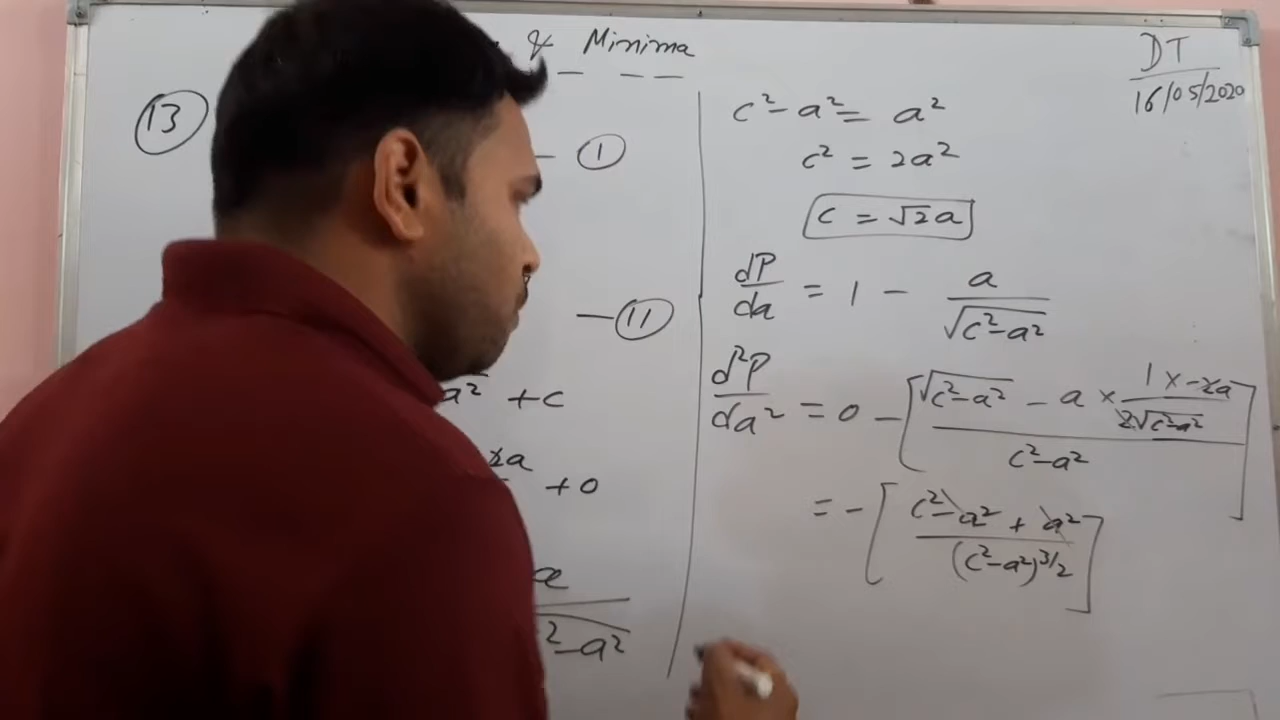 & Minima
DT
16/05/2020
13
— 1
— 11
a² + c
2a
+ 0
a
²-a²
c² - a² = a²
c² = 2a²
c = √2a
dP/da = 1 - a/√(c²-a²)
d²P/da² = 0 - [(√(c²-a²) - a × (1 × -2a)/(2√(c²-a²)))/(c²-a²)]
= - [(c² - a² + a²)/(c²-a²)^3/2]